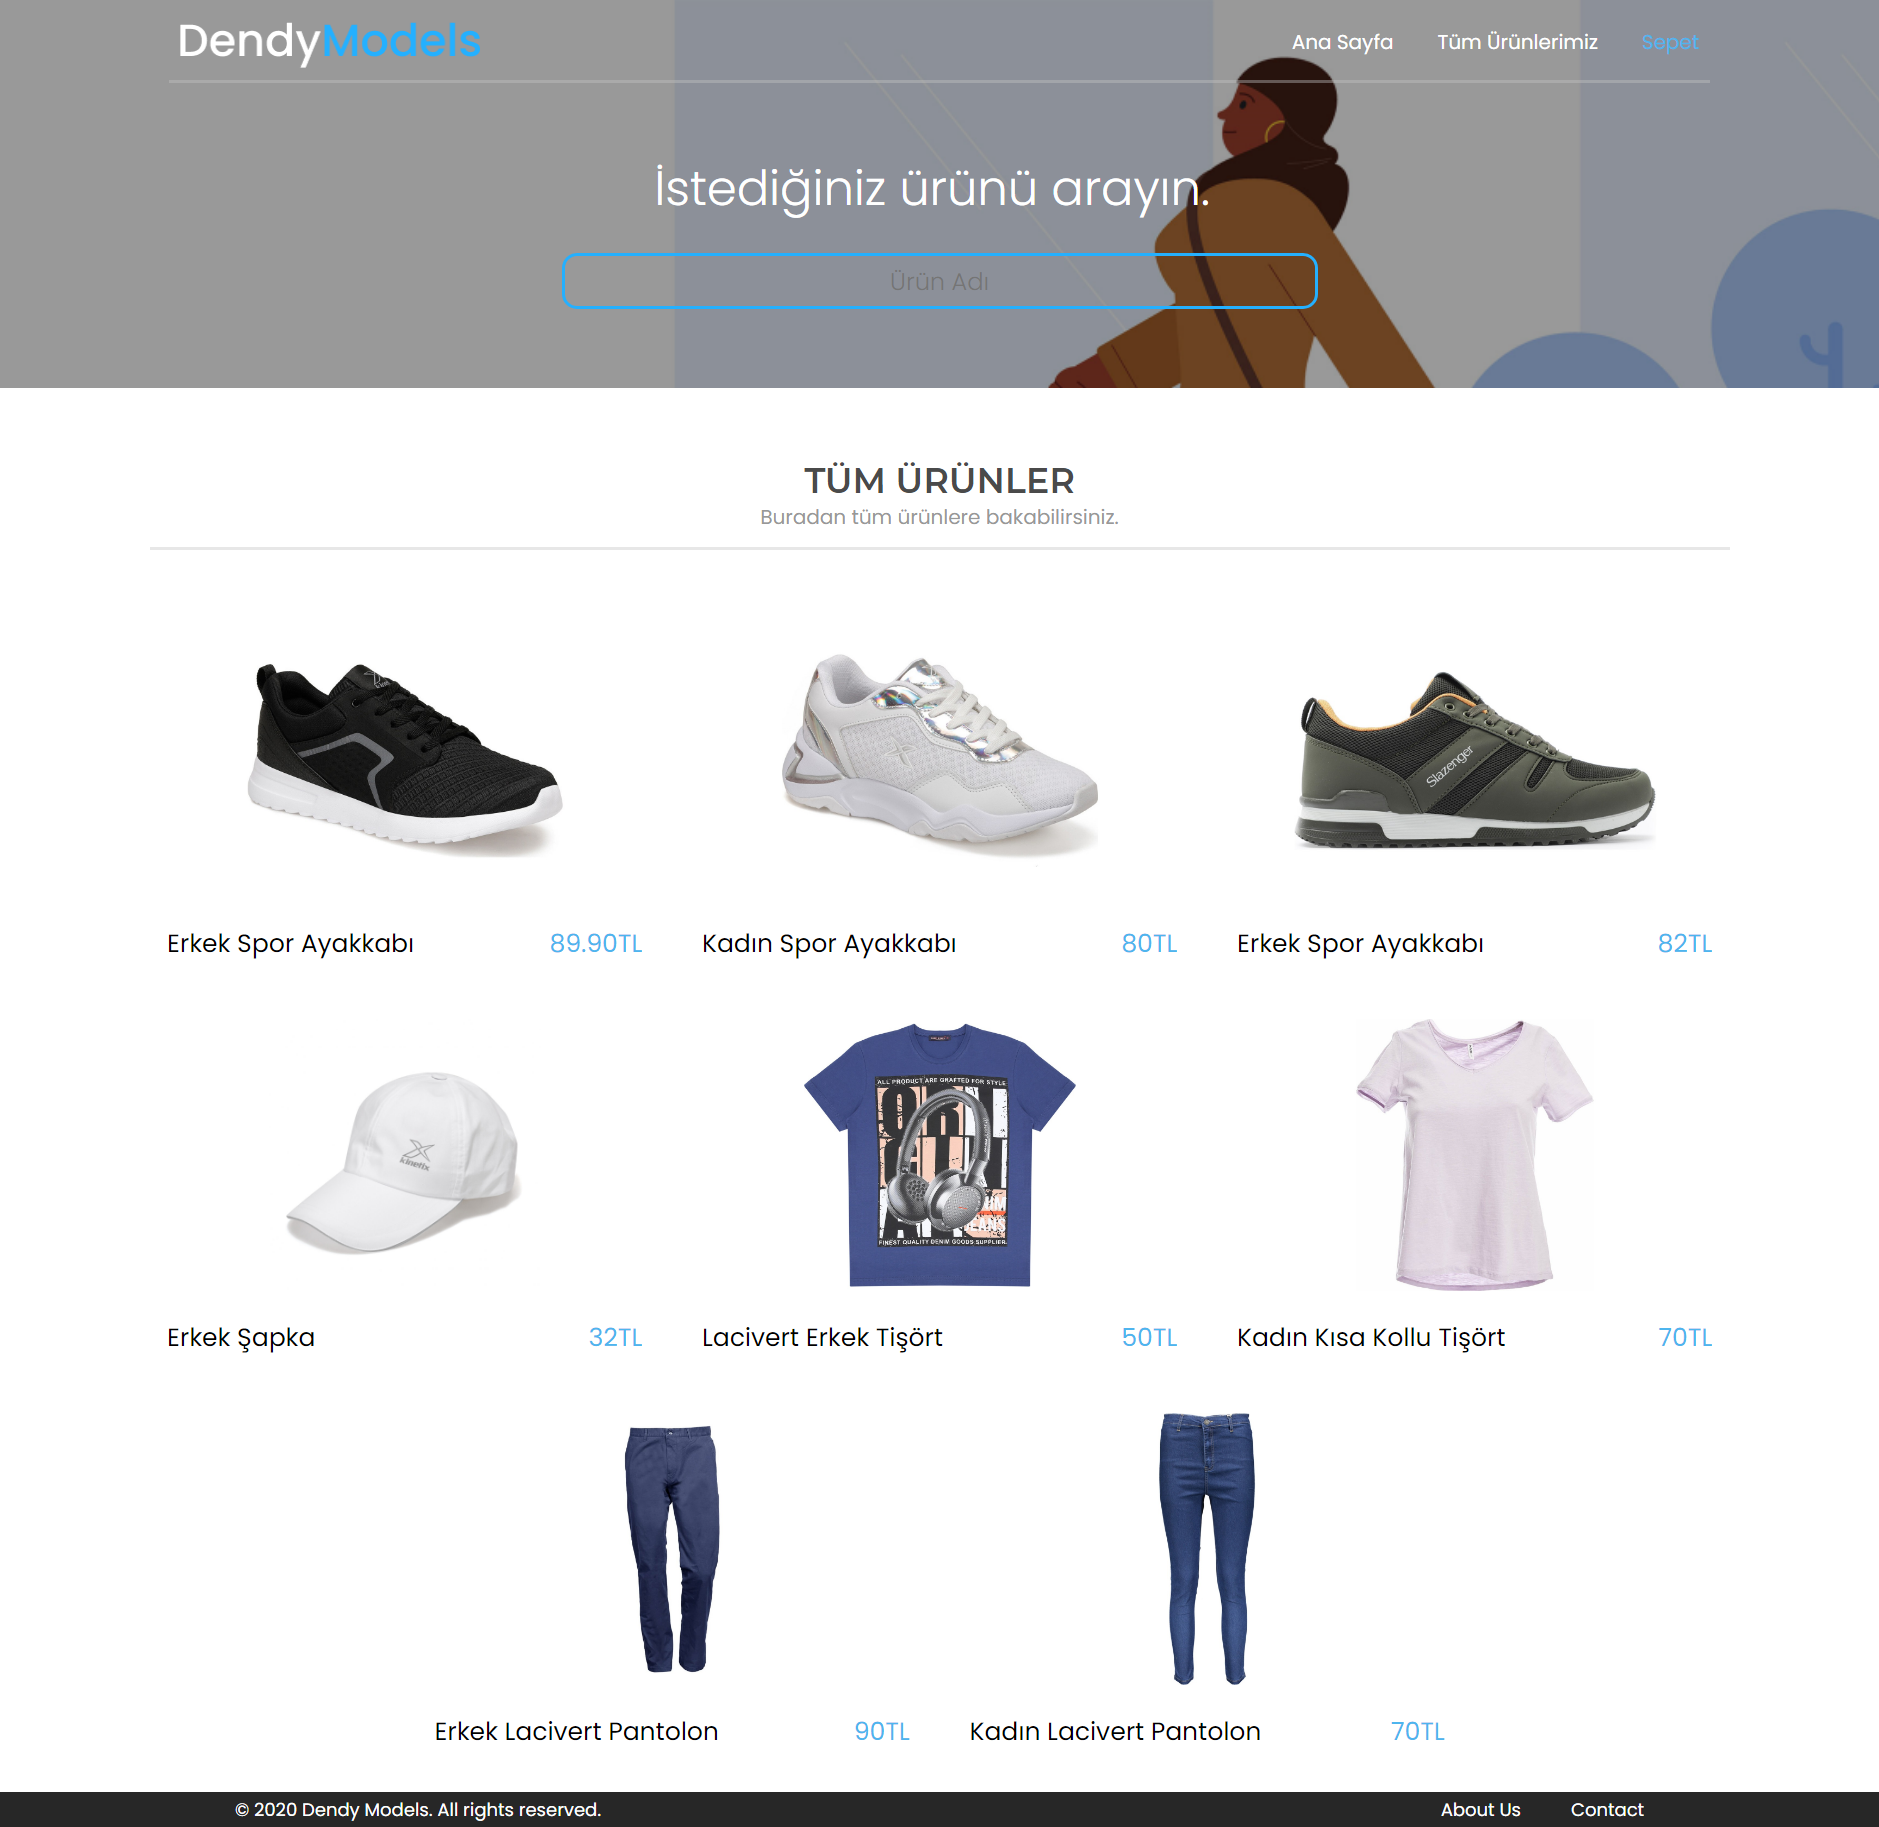 DendyModels
Ana Sayfa
Tüm Ürünlerimiz
Sepet
İstediğiniz ürünü arayın.
Ürün Adı
TÜM ÜRÜNLER
Buradan tüm ürünlere bakabilirsiniz.
Slazenger
Erkek Spor Ayakkabı
89.90TL
Kadın Spor Ayakkabı
80TL
Erkek Spor Ayakkabı
82TL
kinetix
ALL PRODUCT ARE GRAFTED FOR STYLE
JEANS
FINEST QUALITY DENIM GOODS SUPPLIER.
Erkek Şapka
32TL
Lacivert Erkek Tişört
50TL
Kadın Kısa Kollu Tişört
70TL
Erkek Lacivert Pantolon
90TL
Kadın Lacivert Pantolon
70TL
© 2020 Dendy Models. All rights reserved.
About Us
Contact